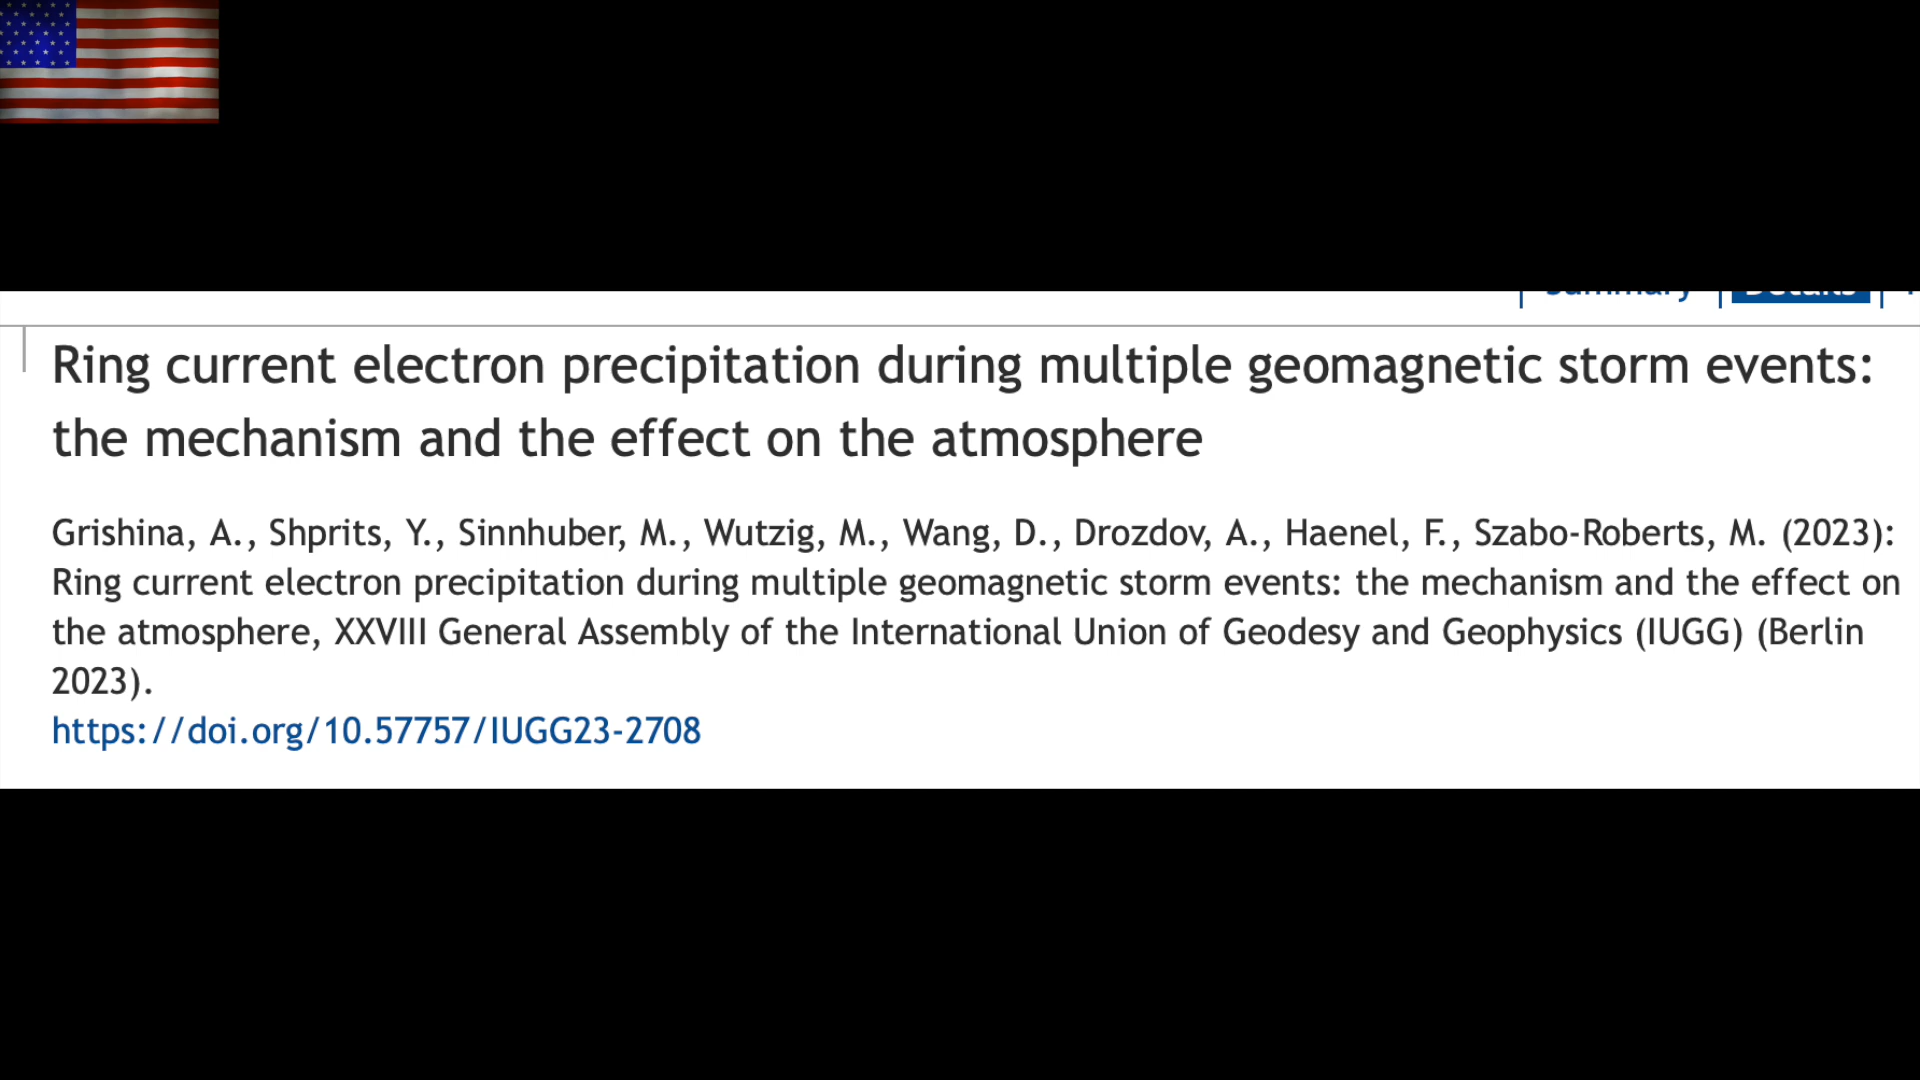 Summary Details
Ring current electron precipitation during multiple geomagnetic storm events:
the mechanism and the effect on the atmosphere
Grishina, A., Shprits, Y., Sinnhuber, M., Wutzig, M., Wang, D., Drozdov, A., Haenel, F., Szabo-Roberts, M. (2023):
Ring current electron precipitation during multiple geomagnetic storm events: the mechanism and the effect on
the atmosphere, XXVIII General Assembly of the International Union of Geodesy and Geophysics (IUGG) (Berlin
2023).
https://doi.org/10.57757/IUGG23-2708